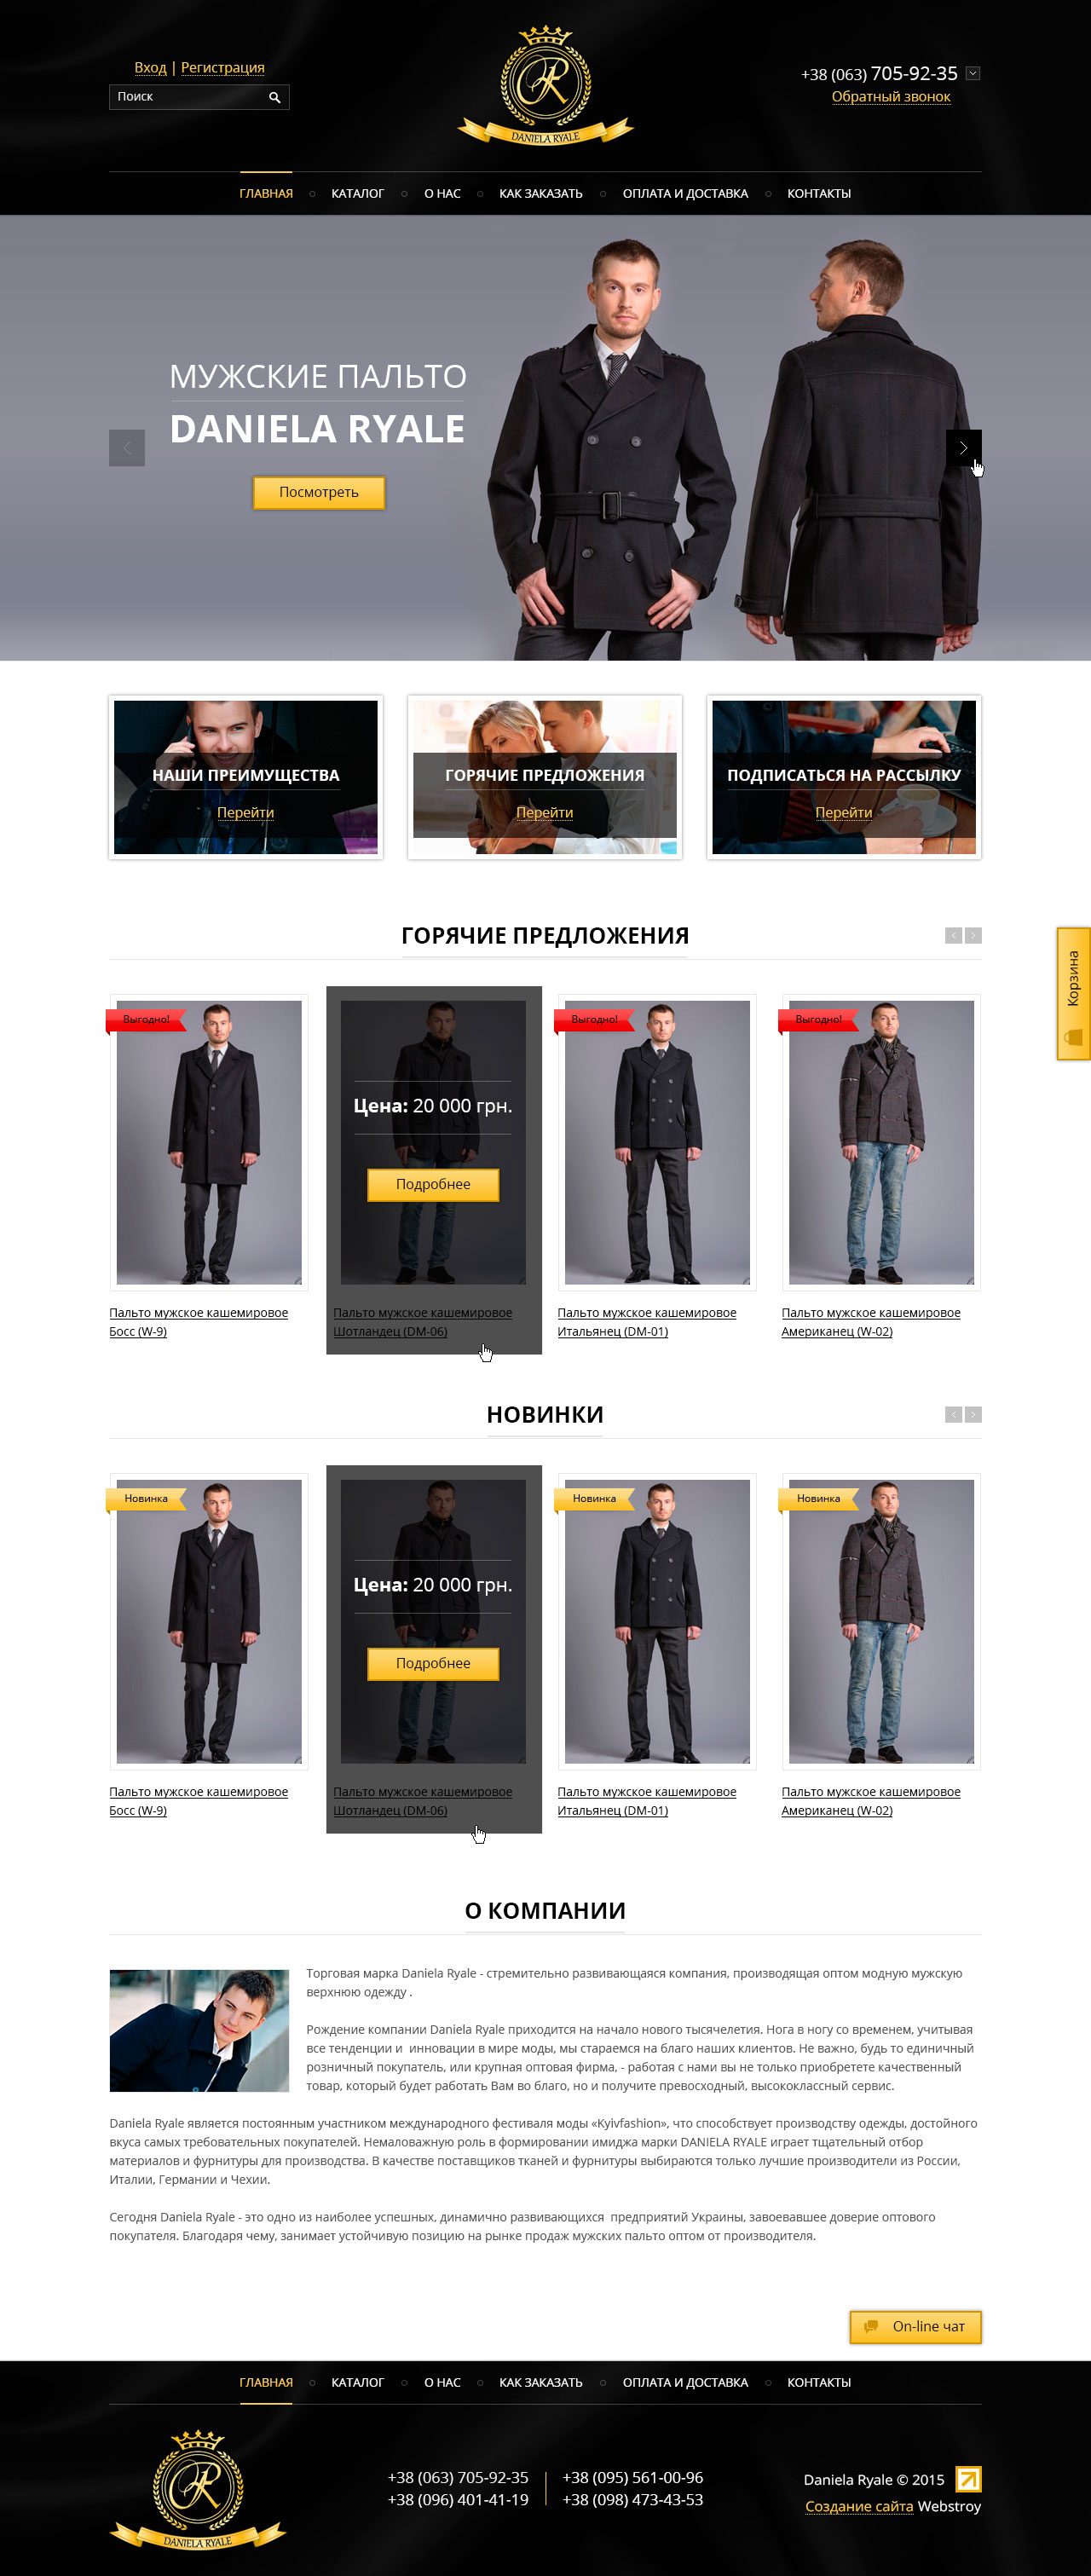 Вход | Регистрация
Поиск
DANIELA RYALE
+38 (063) 705-92-35
Обратный звонок
ГЛАВНАЯ КАТАЛОГ О НАС КАК ЗАКАЗАТЬ ОПЛАТА И ДОСТАВКА КОНТАКТЫ
МУЖСКИЕ ПАЛЬТО
DANIELA RYALE
Посмотреть
НАШИ ПРЕИМУЩЕСТВА
Перейти
ГОРЯЧИЕ ПРЕДЛОЖЕНИЯ
Перейти
ПОДПИСАТЬСЯ НА РАССЫЛКУ
Перейти
ГОРЯЧИЕ ПРЕДЛОЖЕНИЯ
Корзина
Выгодно!
Пальто мужское кашемировое
Босс (W-9)
Цена: 20 000 грн.
Подробнее
Пальто мужское кашемировое
Шотландец (DM-06)
Выгодно!
Пальто мужское кашемировое
Итальянец (DM-01)
Выгодно!
Пальто мужское кашемировое
Американец (W-02)
НОВИНКИ
Новинка
Пальто мужское кашемировое
Босс (W-9)
Цена: 20 000 грн.
Подробнее
Пальто мужское кашемировое
Шотландец (DM-06)
Новинка
Пальто мужское кашемировое
Итальянец (DM-01)
Новинка
Пальто мужское кашемировое
Американец (W-02)
О КОМПАНИИ
Торговая марка Daniela Ryale - стремительно развивающаяся компания, производящая оптом модную мужскую
верхнюю одежду .
Рождение компании Daniela Ryale приходится на начало нового тысячелетия. Нога в ногу со временем, учитывая
все тенденции и инновации в мире моды, мы стараемся на благо наших клиентов. Не важно, будь то единичный
розничный покупатель, или крупная оптовая фирма, - работая с нами вы не только приобретете качественный
товар, который будет работать Вам во благо, но и получите превосходный, высококлассный сервис.
Daniela Ryale является постоянным участником международного фестиваля моды «Kyivfashion», что способствует производству одежды, достойного
вкуса самых требовательных покупателей. Немаловажную роль в формировании имиджа марки DANIELA RYALE играет тщательный отбор
материалов и фурнитуры для производства. В качестве поставщиков тканей и фурнитуры выбираются только лучшие производители из России,
Италии, Германии и Чехии.
Сегодня Daniela Ryale - это одно из наиболее успешных, динамично развивающихся предприятий Украины, завоевавшее доверие оптового
покупателя. Благодаря чему, занимает устойчивую позицию на рынке продаж мужских пальто оптом от производителя.
On-line чат
ГЛАВНАЯ КАТАЛОГ О НАС КАК ЗАКАЗАТЬ ОПЛАТА И ДОСТАВКА КОНТАКТЫ
DANIELA RYALE
+38 (063) 705-92-35
+38 (096) 401-41-19
+38 (095) 561-00-96
+38 (098) 473-43-53
Daniela Ryale © 2015
Создание сайта Webstroy